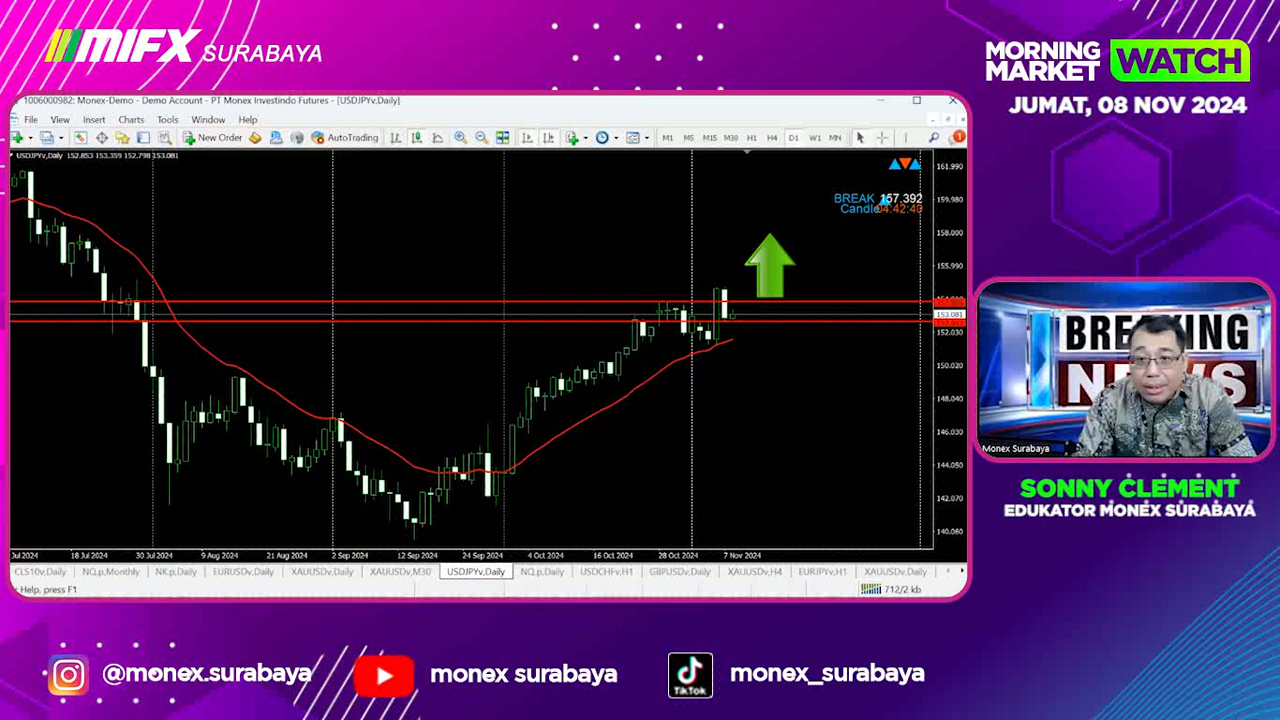 MIFX SURABAYA
MORNING MARKET WATCH
JUMAT, 08 NOV 2024
1006000982: Monex-Demo - Demo Account - PT Monex Investindo Futures - [USDJPYv,Daily]
File View Insert Charts Tools Window Help
New Order AutoTrading M1 M5 M15 M30 H1 H4 D1 W1 MN
USDJPYv,Daily 152.853 153.359 152.798 153.081
BREAK 157.392
Candle 04:42:40
161.990
159.980
158.000
155.990
153.081
152.030
150.020
148.040
146.030
144.050
142.070
140.060
Jul 2024 18 Jul 2024 30 Jul 2024 9 Aug 2024 21 Aug 2024 2 Sep 2024 12 Sep 2024 24 Sep 2024 4 Oct 2024 16 Oct 2024 28 Oct 2024 7 Nov 2024
CLS10v,Daily NQ.p,Monthly NK.p,Daily EURUSDv,Daily XAUUSDv,Daily XAUUSDv,M30 USDJPYv,Daily NQ.p,Daily USDCHFv,H1 GBPUSDv,Daily XAUUSDv,H4 EURJPYv,H1 XAUUSDv,Daily
Help, press F1
712/2 kb
BREAKING
NEWS
Monex Surabaya
SONNY CLEMENT
EDUKATOR MONEX SURABAYA
@monex.surabaya
monex surabaya
TikTok
monex_surabaya